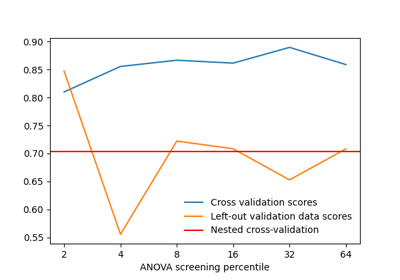 0.90
0.85
0.80
0.75
0.70
0.65
0.60
0.55
Cross validation scores
Left-out validation data scores
Nested cross-validation
2 4 8 16 32 64
ANOVA screening percentile